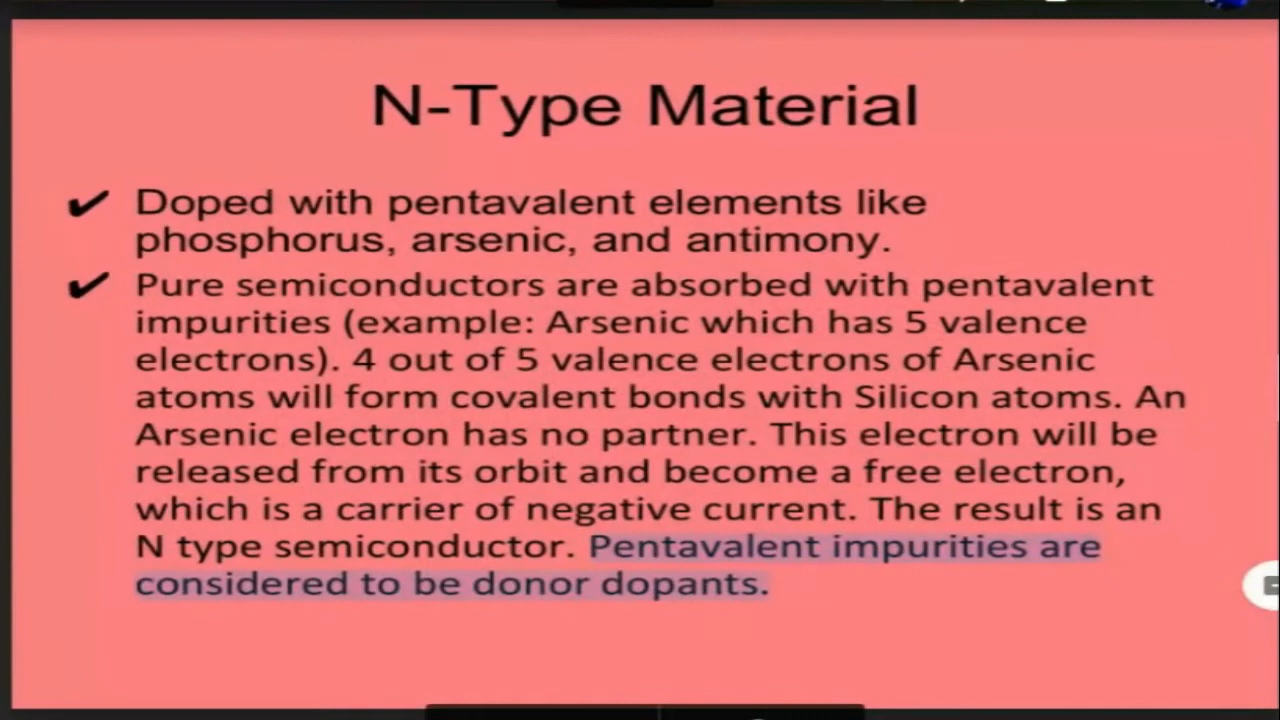 N-Type Material
✔ Doped with pentavalent elements like
phosphorus, arsenic, and antimony.
✔ Pure semiconductors are absorbed with pentavalent
impurities (example: Arsenic which has 5 valence
electrons). 4 out of 5 valence electrons of Arsenic
atoms will form covalent bonds with Silicon atoms. An
Arsenic electron has no partner. This electron will be
released from its orbit and become a free electron,
which is a carrier of negative current. The result is an
N type semiconductor. Pentavalent impurities are
considered to be donor dopants.